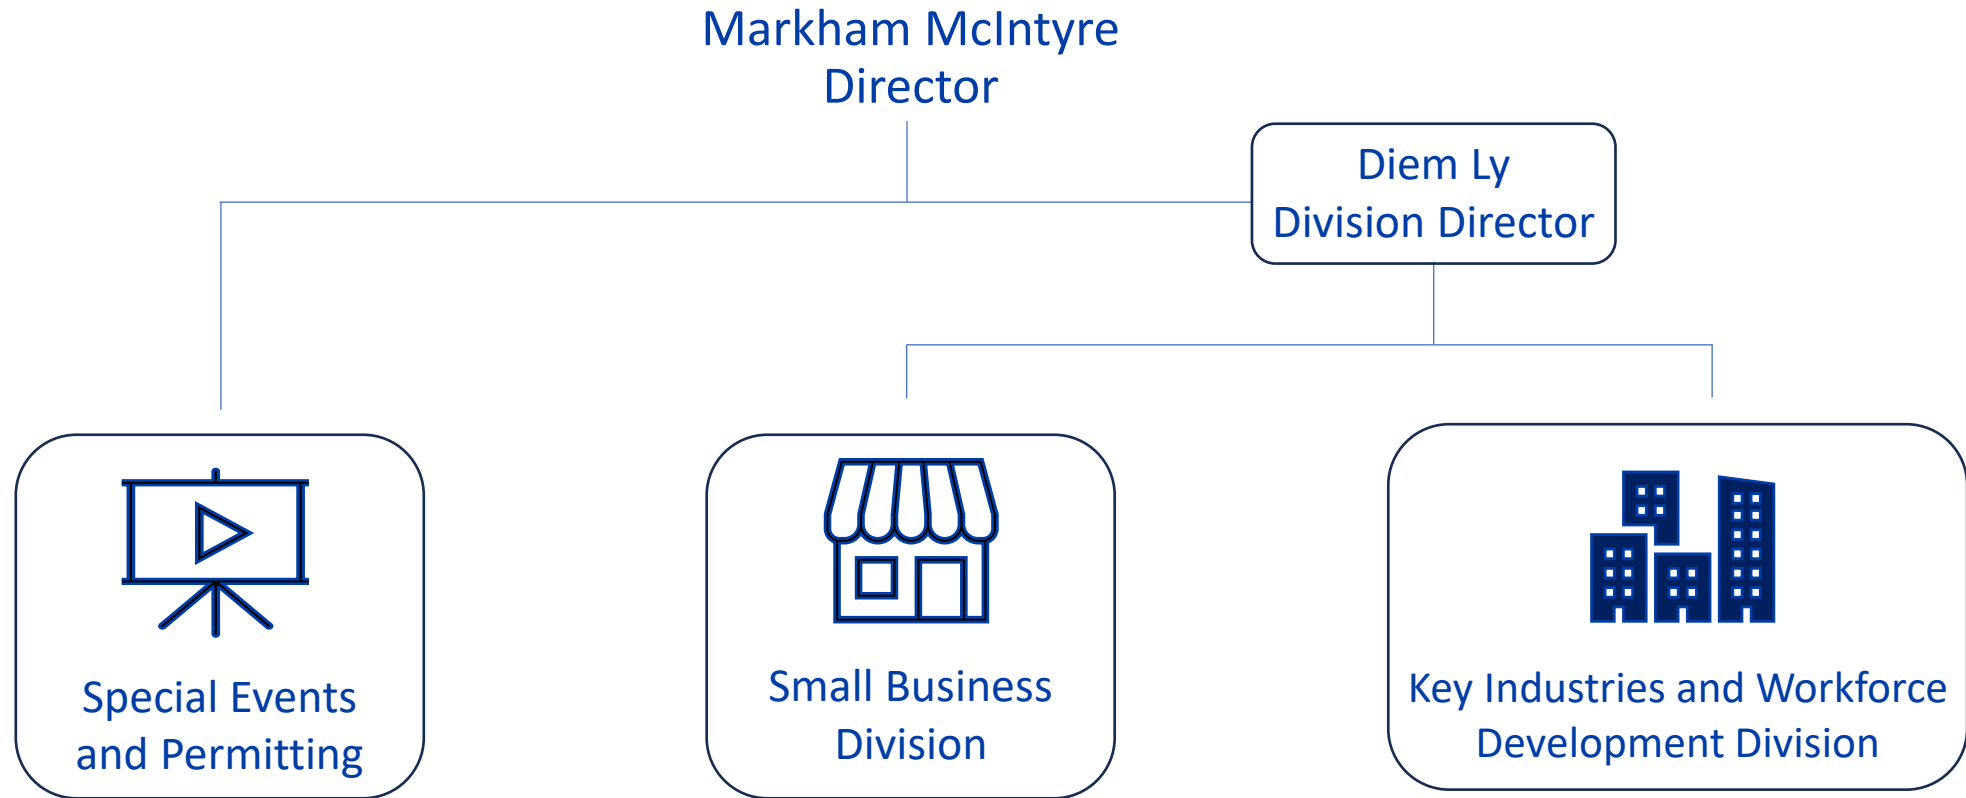 Markham McIntyre
Director
Diem Ly
Division Director
Special Events
and Permitting
Small Business
Division
Key Industries and Workforce
Development Division